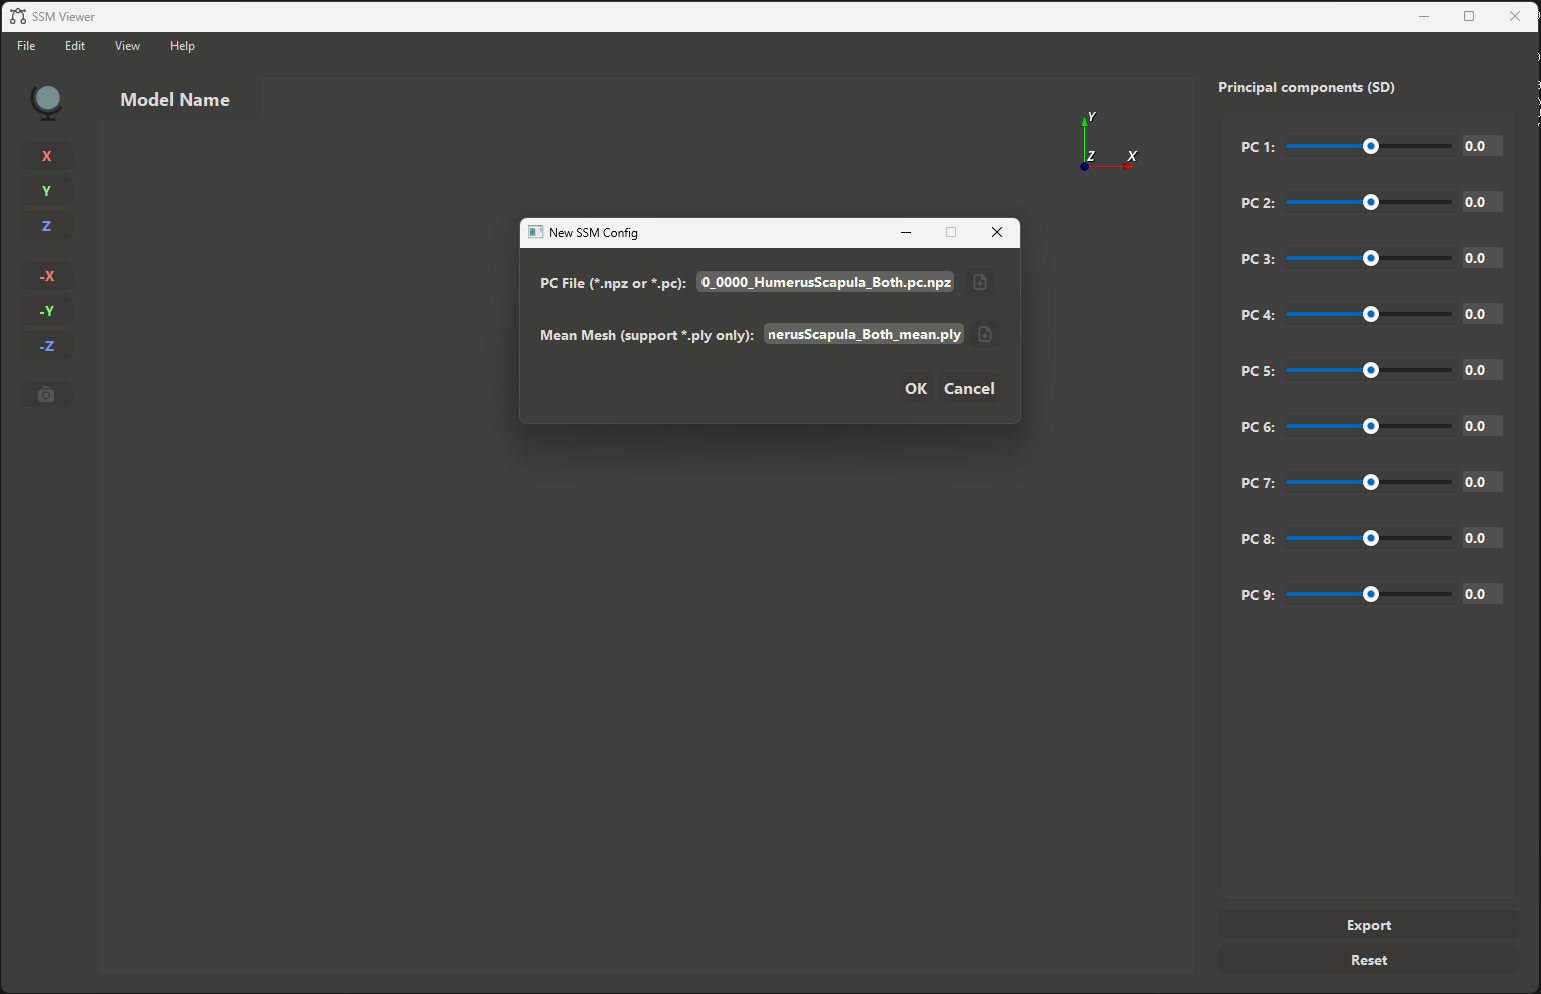 SSM Viewer
File Edit View Help
Model Name
X
Y
Z
-X
-Y
-Z
Y
Z X
New SSM Config
PC File (*.npz or *.pc): 0_0000_HumerusScapula_Both.pc.npz
Mean Mesh (support *.ply only): merusScapula_Both_mean.ply
OK Cancel
Principal components (SD)
PC 1: 0.0
PC 2: 0.0
PC 3: 0.0
PC 4: 0.0
PC 5: 0.0
PC 6: 0.0
PC 7: 0.0
PC 8: 0.0
PC 9: 0.0
Export
Reset